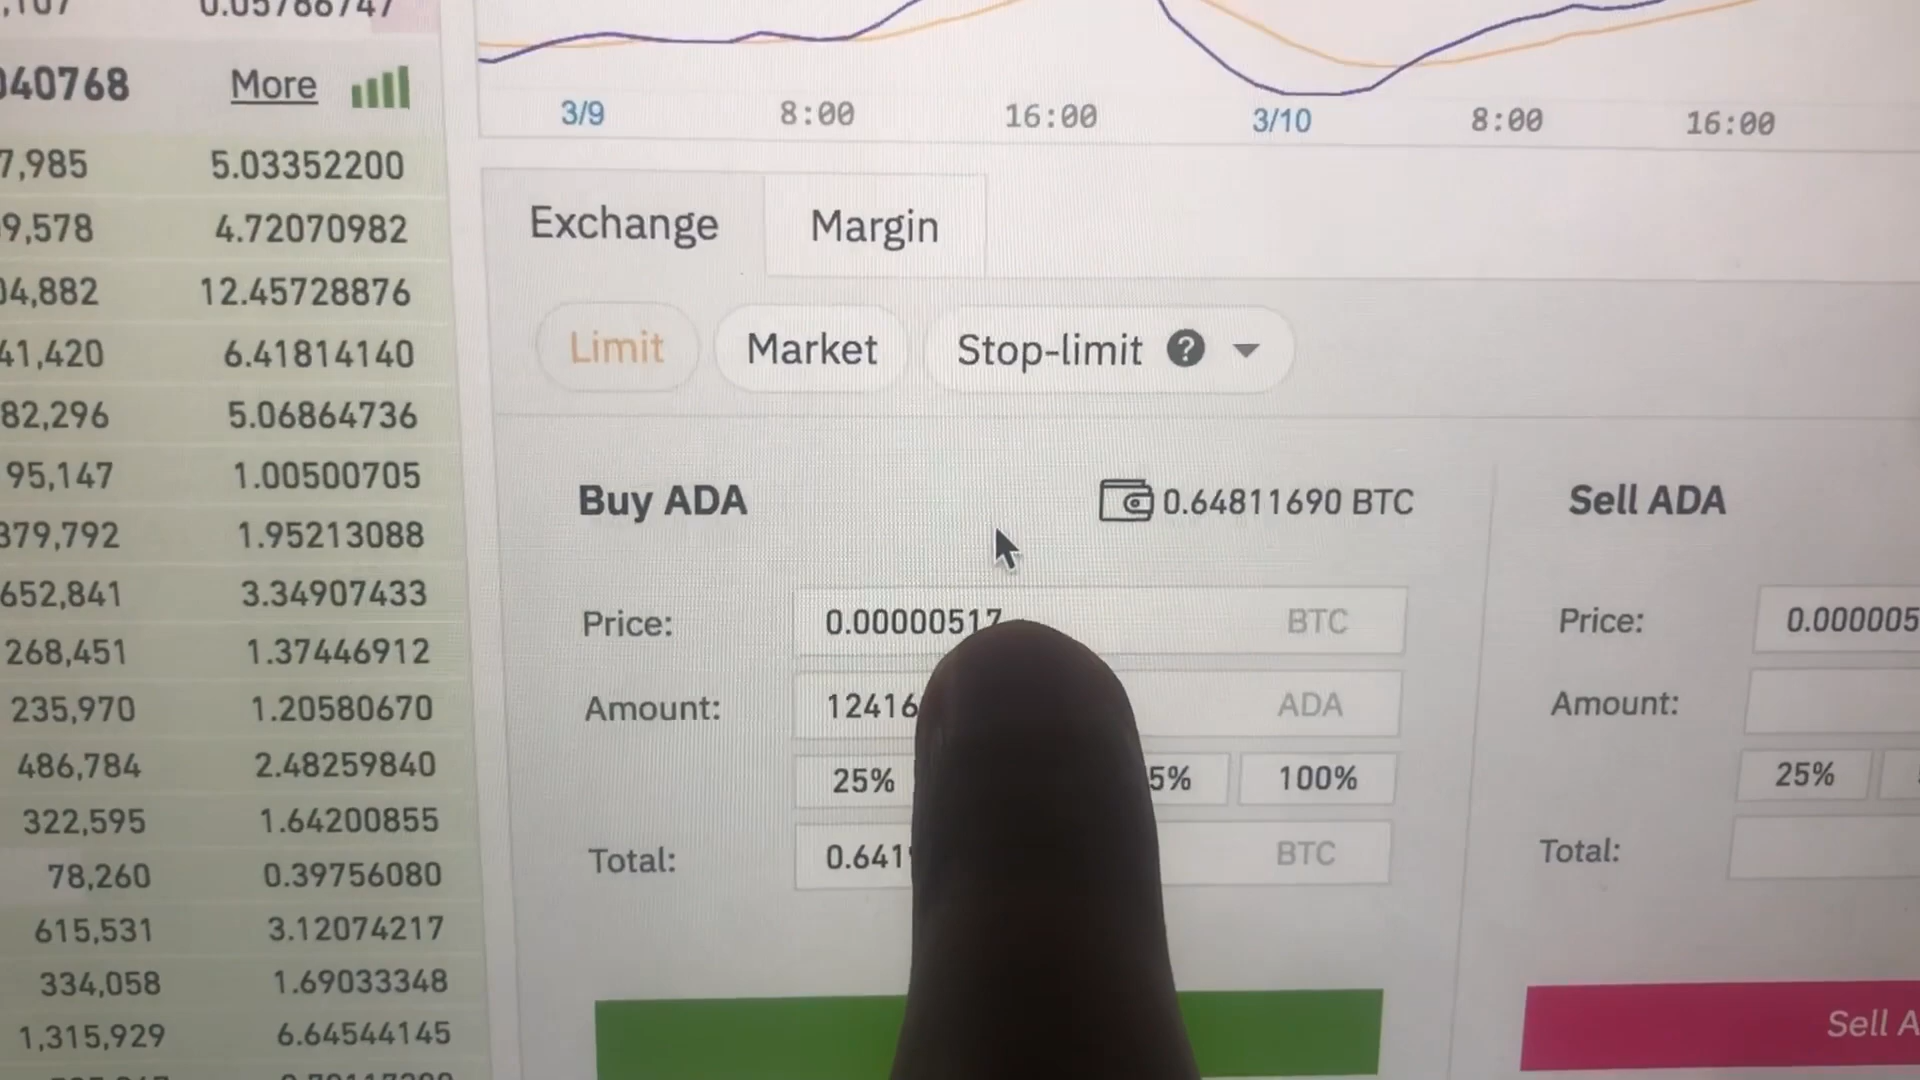 040768 More
3/9 8:00 16:00 3/10 8:00 16:00
7,985 5.03352200
9,578 4.72070982
04,882 12.45728876
41,420 6.41814140
82,296 5.06864736
95,147 1.00500705
379,792 1.95213088
652,841 3.34907433
268,451 1.37446912
235,970 1.20580670
486,784 2.48259840
322,595 1.64200855
78,260 0.39756080
615,531 3.12074217
334,058 1.69033348
1,315,929 6.64544145
Exchange Margin
Limit Market Stop-limit ?
Buy ADA 0.64811690 BTC
Price: 0.00000517 BTC
Amount: 12416 ADA
25% 5% 100%
Total: 0.641 BTC
Sell ADA
Price: 0.000005
Amount:
25%
Total:
Sell A